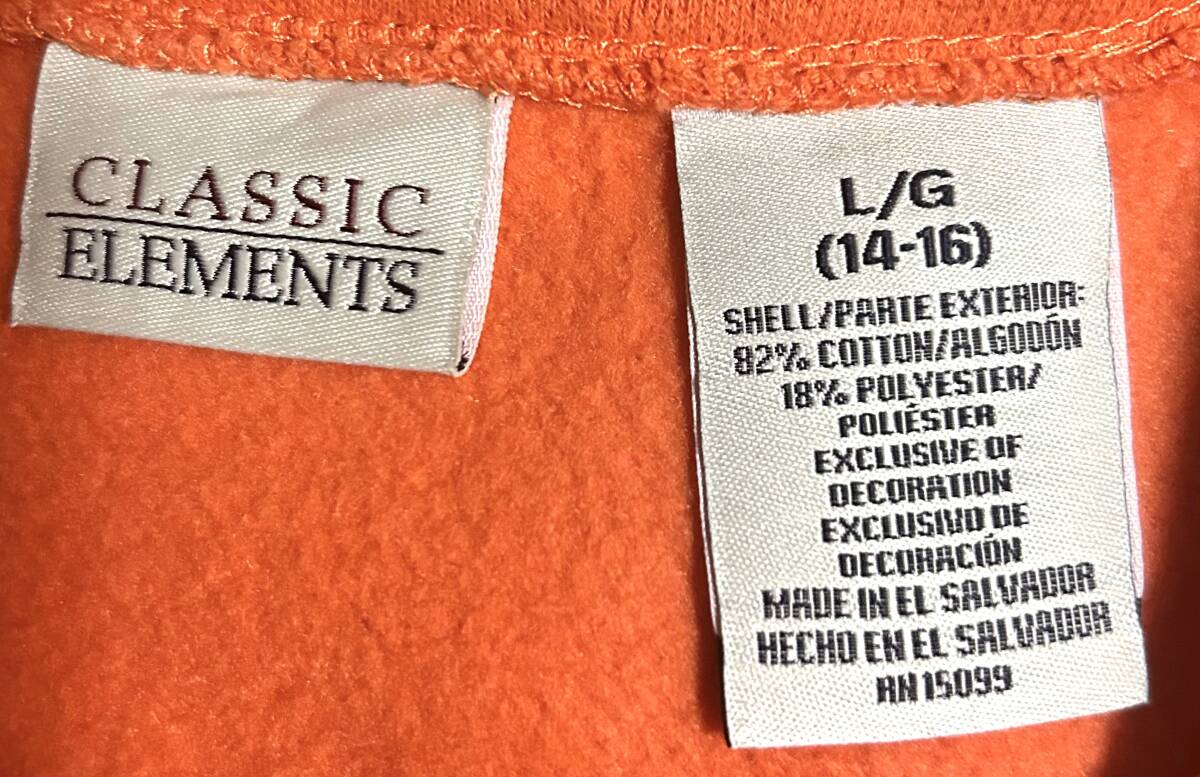 CLASSIC
ELEMENTS
L/G
(14-16)
SHELL/PARTE EXTERIOR:
82% COTTON/ALGODÓN
18% POLYESTER/
POLIÉSTER
EXCLUSIVE OF
DECORATION
EXCLUSIVO DE
DECORACIÓN
MADE IN EL SALVADOR
HECHO EN EL SALVADOR
RN 15099